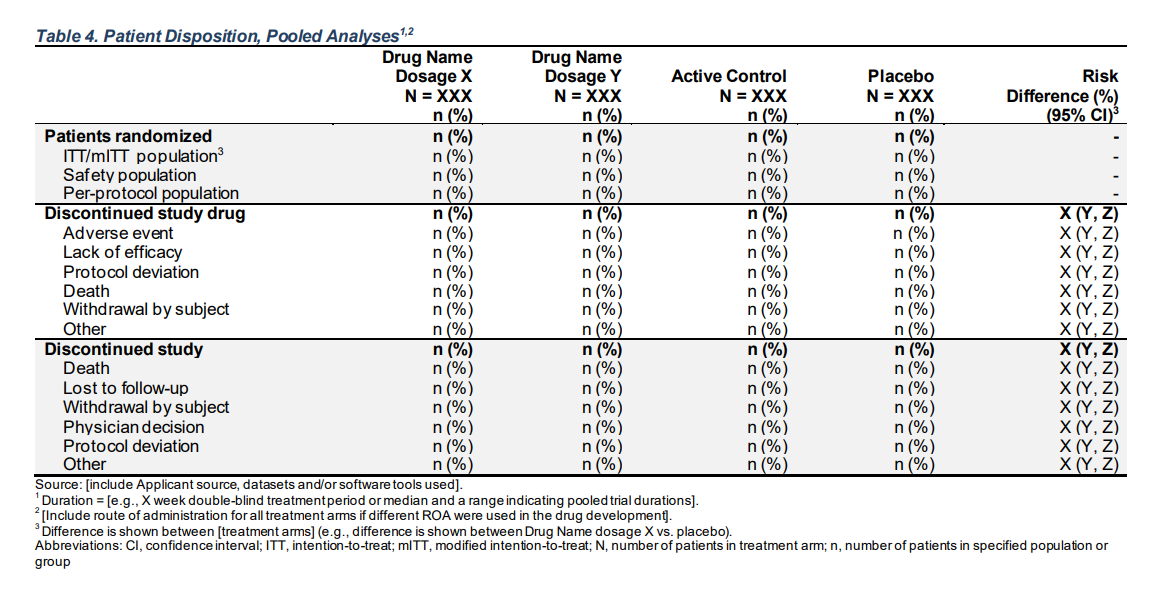 Table 4. Patient Disposition, Pooled Analyses1,2
Drug Name Dosage X N = XXX n (%) Drug Name Dosage Y N = XXX n (%) Active Control N = XXX n (%) Placebo N = XXX n (%) Risk Difference (%) (95% CI)3
Patients randomized n (%) n (%) n (%) n (%) -
ITT/mITT population3 n (%) n (%) n (%) n (%) -
Safety population n (%) n (%) n (%) n (%) -
Per-protocol population n (%) n (%) n (%) n (%) -
Discontinued study drug n (%) n (%) n (%) n (%) X (Y, Z)
Adverse event n (%) n (%) n (%) n (%) X (Y, Z)
Lack of efficacy n (%) n (%) n (%) n (%) X (Y, Z)
Protocol deviation n (%) n (%) n (%) n (%) X (Y, Z)
Death n (%) n (%) n (%) n (%) X (Y, Z)
Withdrawal by subject n (%) n (%) n (%) n (%) X (Y, Z)
Other n (%) n (%) n (%) n (%) X (Y, Z)
Discontinued study n (%) n (%) n (%) n (%) X (Y, Z)
Death n (%) n (%) n (%) n (%) X (Y, Z)
Lost to follow-up n (%) n (%) n (%) n (%) X (Y, Z)
Withdrawal by subject n (%) n (%) n (%) n (%) X (Y, Z)
Physician decision n (%) n (%) n (%) n (%) X (Y, Z)
Protocol deviation n (%) n (%) n (%) n (%) X (Y, Z)
Other n (%) n (%) n (%) n (%) X (Y, Z)
Source: [include Applicant source, datasets and/or software tools used].
1 Duration = [e.g., X week double-blind treatment period or median and a range indicating pooled trial durations].
2 [Include route of administration for all treatment arms if different ROA were used in the drug development].
3 Difference is shown between [treatment arms] (e.g., difference is shown between Drug Name dosage X vs. placebo).
Abbreviations: CI, confidence interval; ITT, intention-to-treat; mITT, modified intention-to-treat; N, number of patients in treatment arm; n, number of patients in specified population or
group